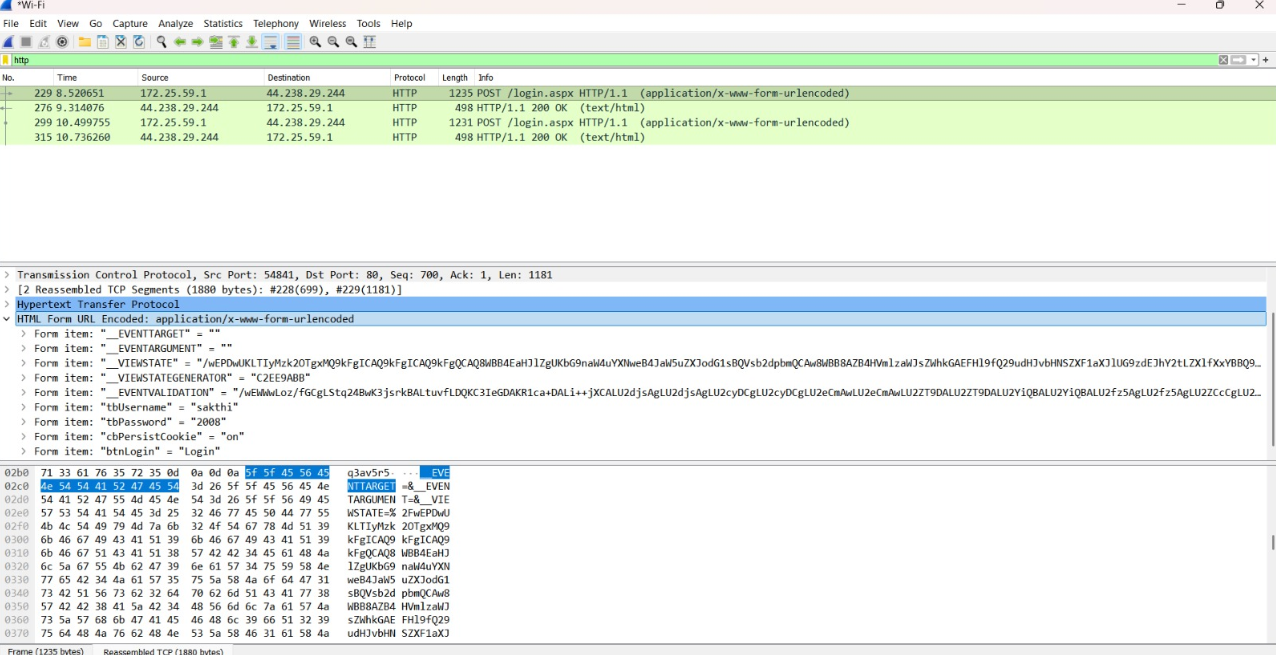 *Wi-Fi
File Edit View Go Capture Analyze Statistics Telephony Wireless Tools Help
http
No. Time Source Destination Protocol Length Info
229 8.520651 172.25.59.1 44.238.29.244 HTTP 1235 POST /login.aspx HTTP/1.1 (application/x-www-form-urlencoded)
276 9.314076 44.238.29.244 172.25.59.1 HTTP 498 HTTP/1.1 200 OK (text/html)
299 10.499755 172.25.59.1 44.238.29.244 HTTP 1231 POST /login.aspx HTTP/1.1 (application/x-www-form-urlencoded)
315 10.736260 44.238.29.244 172.25.59.1 HTTP 498 HTTP/1.1 200 OK (text/html)
Transmission Control Protocol, Src Port: 54841, Dst Port: 80, Seq: 700, Ack: 1, Len: 1181
[2 Reassembled TCP Segments (1880 bytes): #228(699), #229(1181)]
Hypertext Transfer Protocol
HTML Form URL Encoded: application/x-www-form-urlencoded
Form item: "__EVENTTARGET" = ""
Form item: "__EVENTARGUMENT" = ""
Form item: "__VIEWSTATE" = "/wEPDwUKLTIyMzk2OTgxMQ9kFgICAQ9kFgICAQ9kFgQCAQ8WBB4EaHJlZgUKbG9naW4uYXNweB4JaW5uZXJodG1sBQVsb2dpbmQCAw8WBB8AZB4HVmlzaWJsZWhkGAEFHl9fQ29udHJvbHNSZXF1aXJlUG9zdEJhY2tLZXlfXxYBBQ9…
Form item: "__VIEWSTATEGENERATOR" = "C2EE9ABB"
Form item: "__EVENTVALIDATION" = "/wEWWwLoz/fGCgLStq24BwK3jsrkBALtuvfLDQKC3IeGDAKR1ca+DALi++jXCALU2djsAgLU2djsAgLU2cyDCgLU2cyDCgLU2eCmAwLU2eCmAwLU2ZT9DALU2ZT9DALU2YiQBALU2YiQBALU2fz5AgLU2fz5AgLU2ZCcCgLU2…
Form item: "tbUsername" = "sakthi"
Form item: "tbPassword" = "2008"
Form item: "cbPersistCookie" = "on"
Form item: "btnLogin" = "Login"
02b0 71 33 61 76 35 72 35 0d 0a 0d 0a 5f 5f 45 56 45 q3av5r5· ···__EVE
02c0 4e 54 54 41 52 47 45 54 3d 26 5f 5f 45 56 45 4e NTTARGET =&__EVEN
02d0 54 41 52 47 55 4d 45 4e 54 3d 26 5f 5f 56 49 45 TARGUMEN T=&__VIE
02e0 57 53 54 41 54 45 3d 25 32 46 77 45 50 44 77 55 WSTATE=% 2FwEPDwU
02f0 4b 4c 54 49 79 4d 7a 6b 32 4f 54 67 78 4d 51 39 KLTIyMzk 2OTgxMQ9
0300 6b 46 67 49 43 41 51 39 6b 46 67 49 43 41 51 39 kFgICAQ9 kFgICAQ9
0310 6b 46 67 51 43 41 51 38 57 42 42 34 45 61 48 4a kFgQCAQ8 WBB4EaHJ
0320 6c 5a 67 55 4b 62 47 39 6e 61 57 34 75 59 58 4e lZgUKbG9 naW4uYXN
0330 77 65 42 34 4a 61 57 35 75 5a 58 4a 6f 64 47 31 weB4JaW5 uZXJodG1
0340 73 42 51 56 73 62 32 64 70 62 6d 51 43 41 77 38 sBQVsb2d pbmQCAw8
0350 57 42 42 38 41 5a 42 34 48 56 6d 6c 7a 61 57 4a WBB8AZB4 HVmlzaWJ
0360 73 5a 57 68 6b 47 41 45 46 48 6c 39 66 51 32 39 sZWhkGAE FHl9fQ29
0370 75 64 48 4a 76 62 48 4e 53 5a 58 46 31 61 58 4a udHJvbHN SZXF1aXJ
Frame (1235 bytes) Reassembled TCP (1880 bytes)